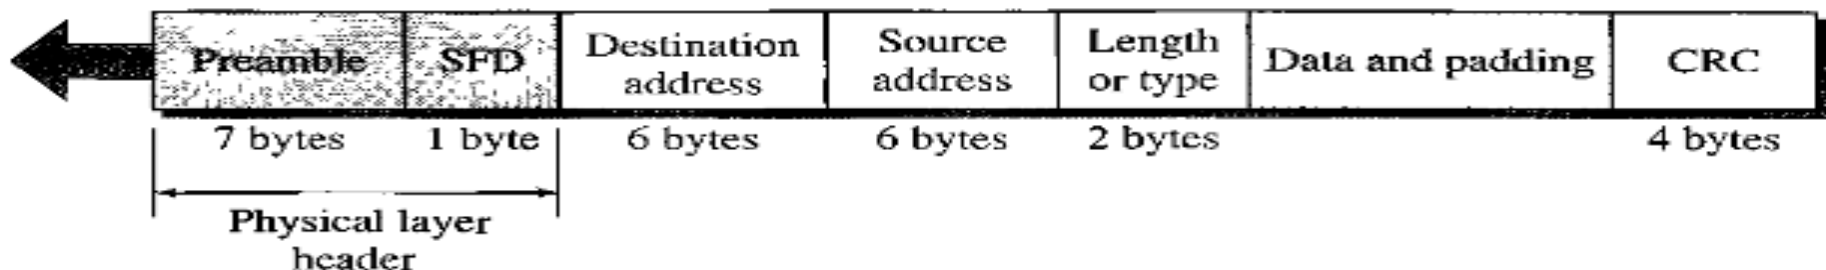 Preamble
SFD
Destination
address
Source
address
Length
or type
Data and padding
CRC
7 bytes
1 byte
6 bytes
6 bytes
2 bytes
4 bytes
Physical layer
header